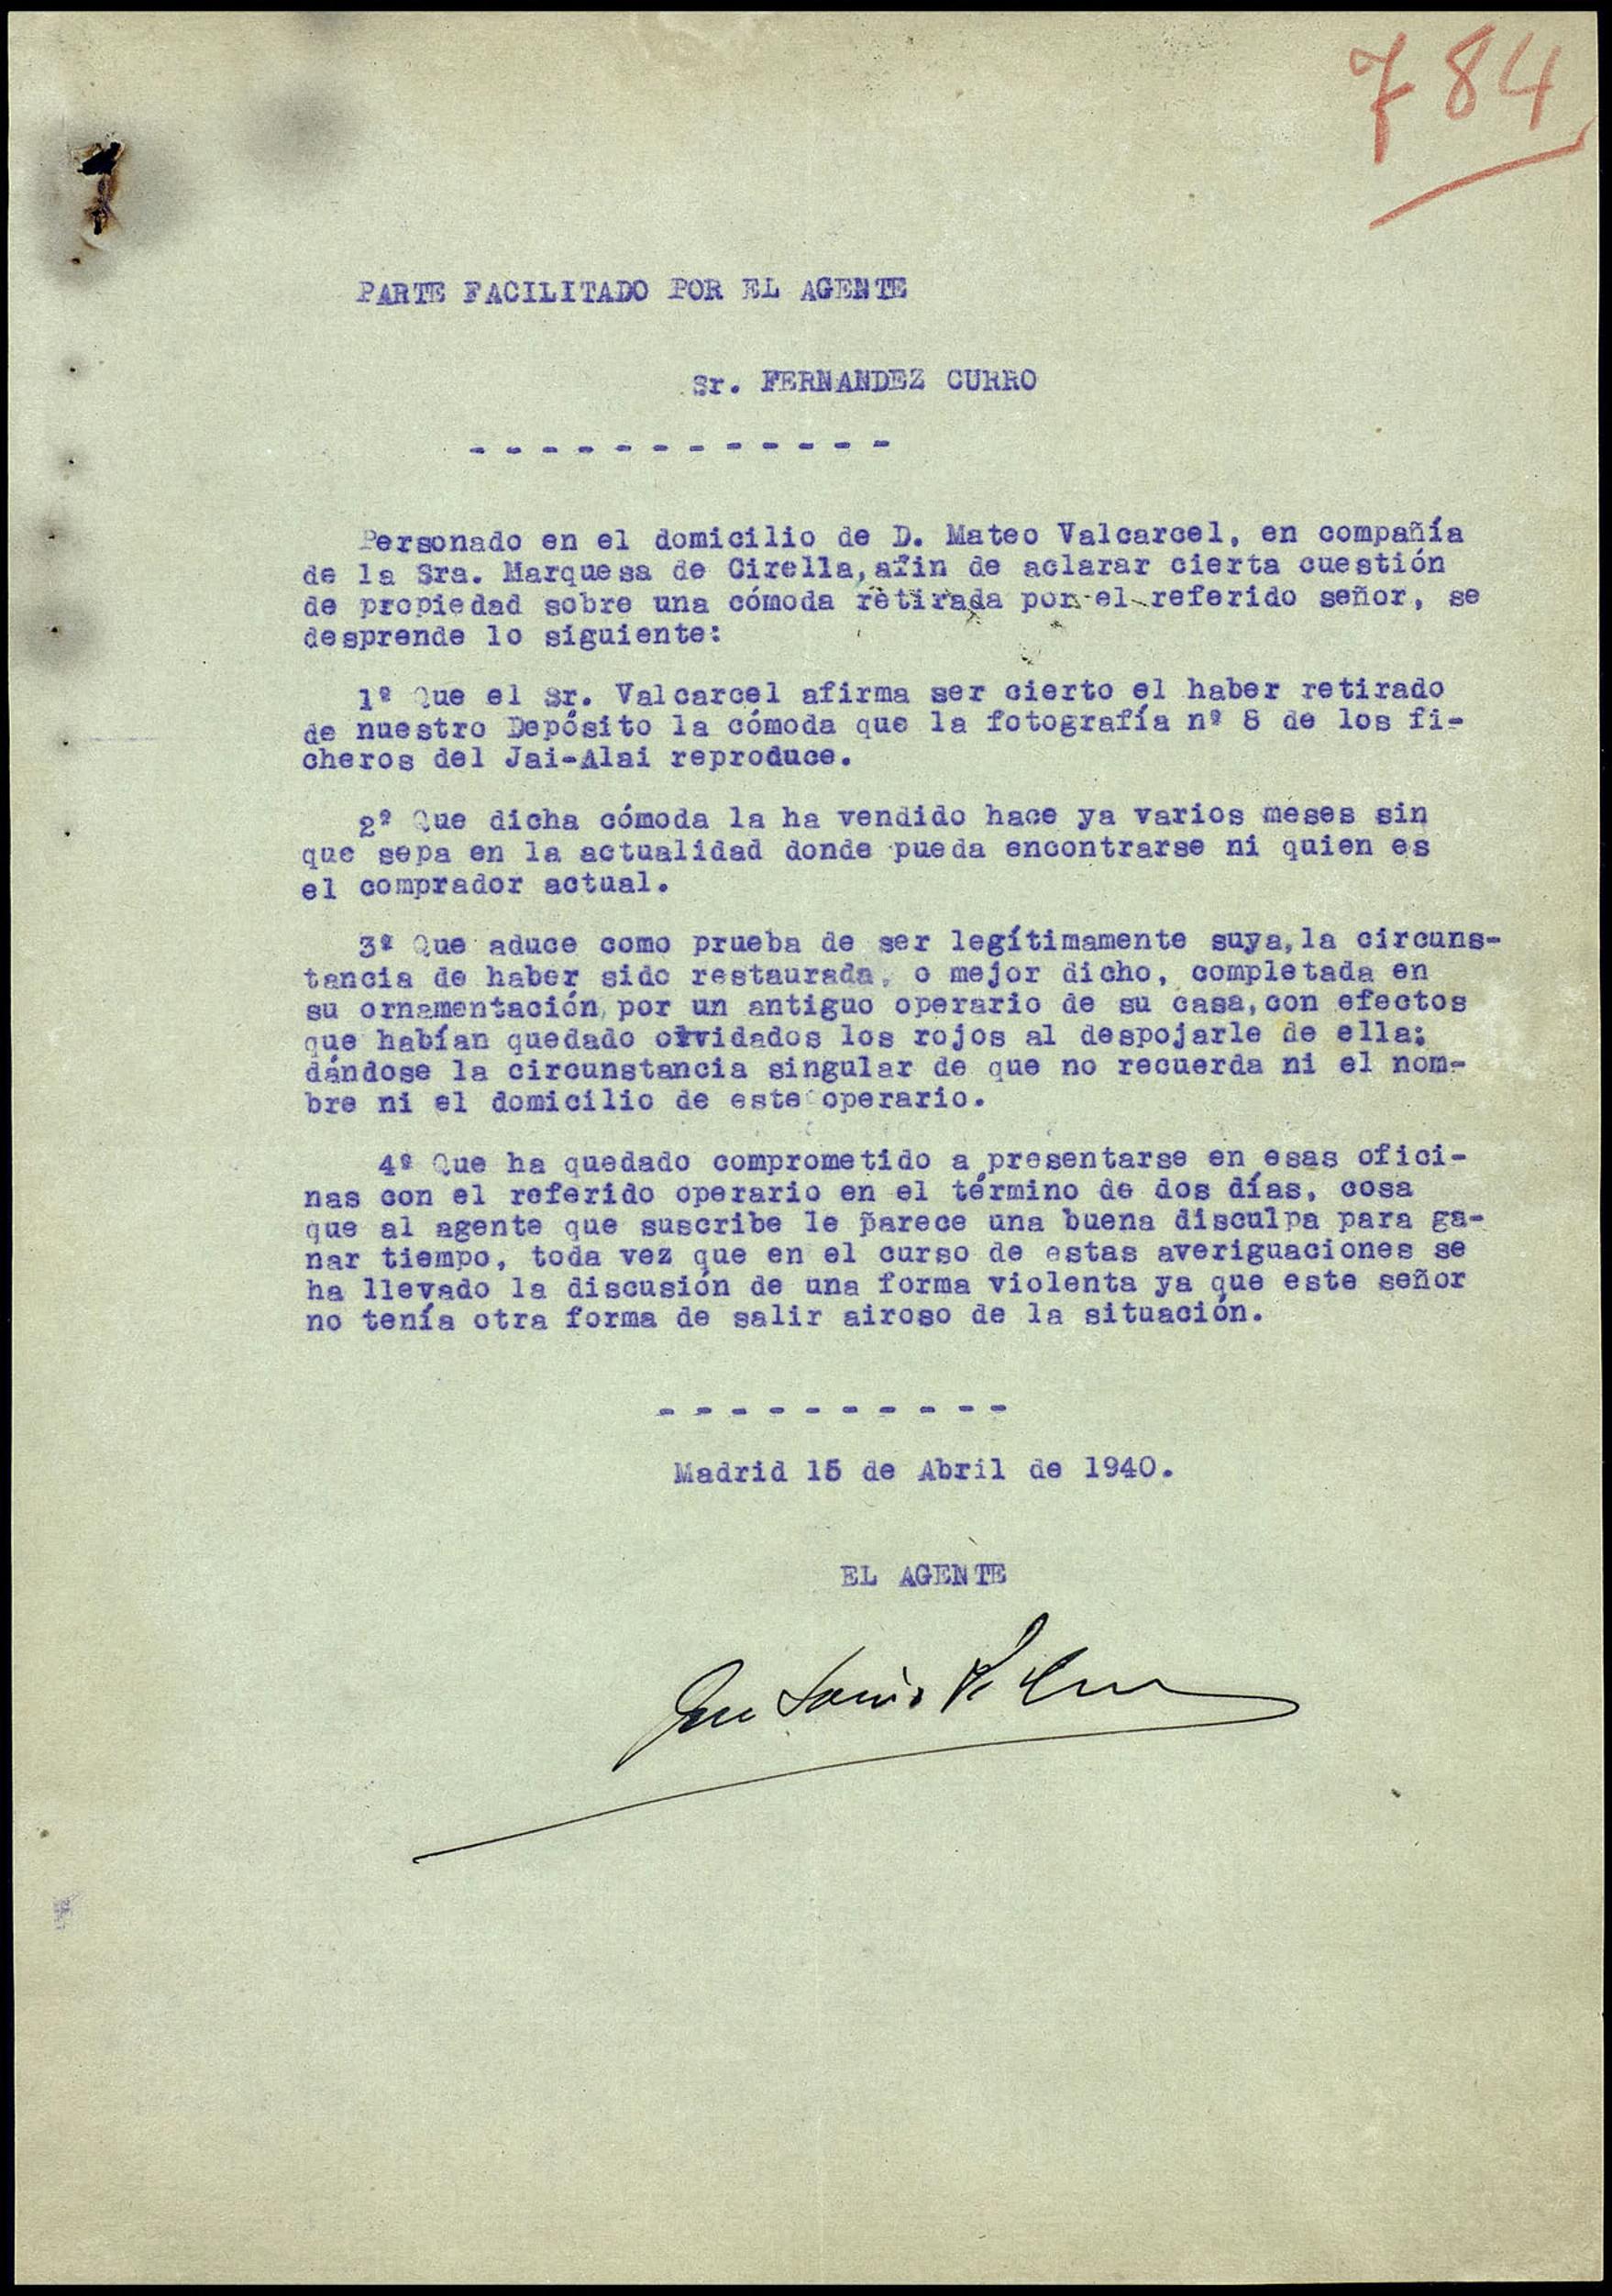 784
PARTE FACILITADO POR EL AGENTE
Sr. FERNANDEZ CURRO
- - - - - - - - - - - -
Personado en el domicilio de D. Mateo Valcarcel, en compañía
de la Sra. Marquesa de Cirella, afin de aclarar cierta cuestión
de propiedad sobre una cómoda retirada por el referido señor, se
desprende lo siguiente:
1º Que el Sr. Valcarcel afirma ser cierto el haber retirado
de nuestro Depósito la cómoda que la fotografía nº 8 de los fi-
cheros del Jai-Alai reproduce.
2º Que dicha cómoda la ha vendido hace ya varios meses sin
que sepa en la actualidad donde pueda encontrarse ni quien es
el comprador actual.
3º Que aduce como prueba de ser legítimamente suya, la circuns-
tancia de haber sido restaurada, o mejor dicho, completada en
su ornamentación, por un antiguo operario de su casa, con efectos
que habían quedado olvidados los rojos al despojarle de ella;
dándose la circunstancia singular de que no recuerda ni el nom-
bre ni el domicilio de este operario.
4º Que ha quedado comprometido a presentarse en esas ofici-
nas con el referido operario en el término de dos días, cosa
que al agente que suscribe le parece una buena disculpa para ga-
nar tiempo, toda vez que en el curso de estas averiguaciones se
ha llevado la discusión de una forma violenta ya que este señor
no tenía otra forma de salir airoso de la situación.
- - - - - - - - - -
Madrid 15 de Abril de 1940.
EL AGENTE